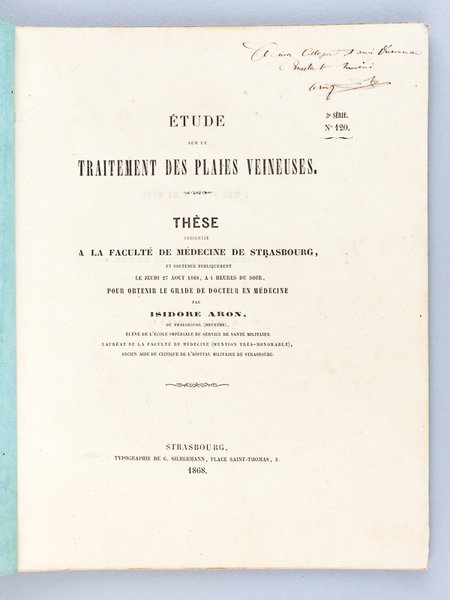 A mon
ÉTUDE
SUR LE
TRAITEMENT DES PLAIES VEINEUSES.
2e SÉRIE.
No 120.
THÈSE
PRÉSENTÉE
A LA FACULTÉ DE MÉDECINE DE STRASBOURG,
ET SOUTENUE PUBLIQUEMENT
LE JEUDI 27 AOUT 1868, A 4 HEURES DU SOIR,
POUR OBTENIR LE GRADE DE DOCTEUR EN MÉDECINE
PAR
ISIDORE ARON,
DE PHALSBOURG (MEURTHE),
ÉLÈVE DE L'ÉCOLE IMPÉRIALE DU SERVICE DE SANTÉ MILITAIRE
LAURÉAT DE LA FACULTÉ DE MÉDECINE (MENTION TRÈS-HONORABLE),
ANCIEN AIDE DE CLINIQUE DE L'HÔPITAL MILITAIRE DE STRASBOURG.
STRASBOURG,
TYPOGRAPHIE DE G. SILBERMANN, PLACE SAINT-THOMAS, 3.
1868.